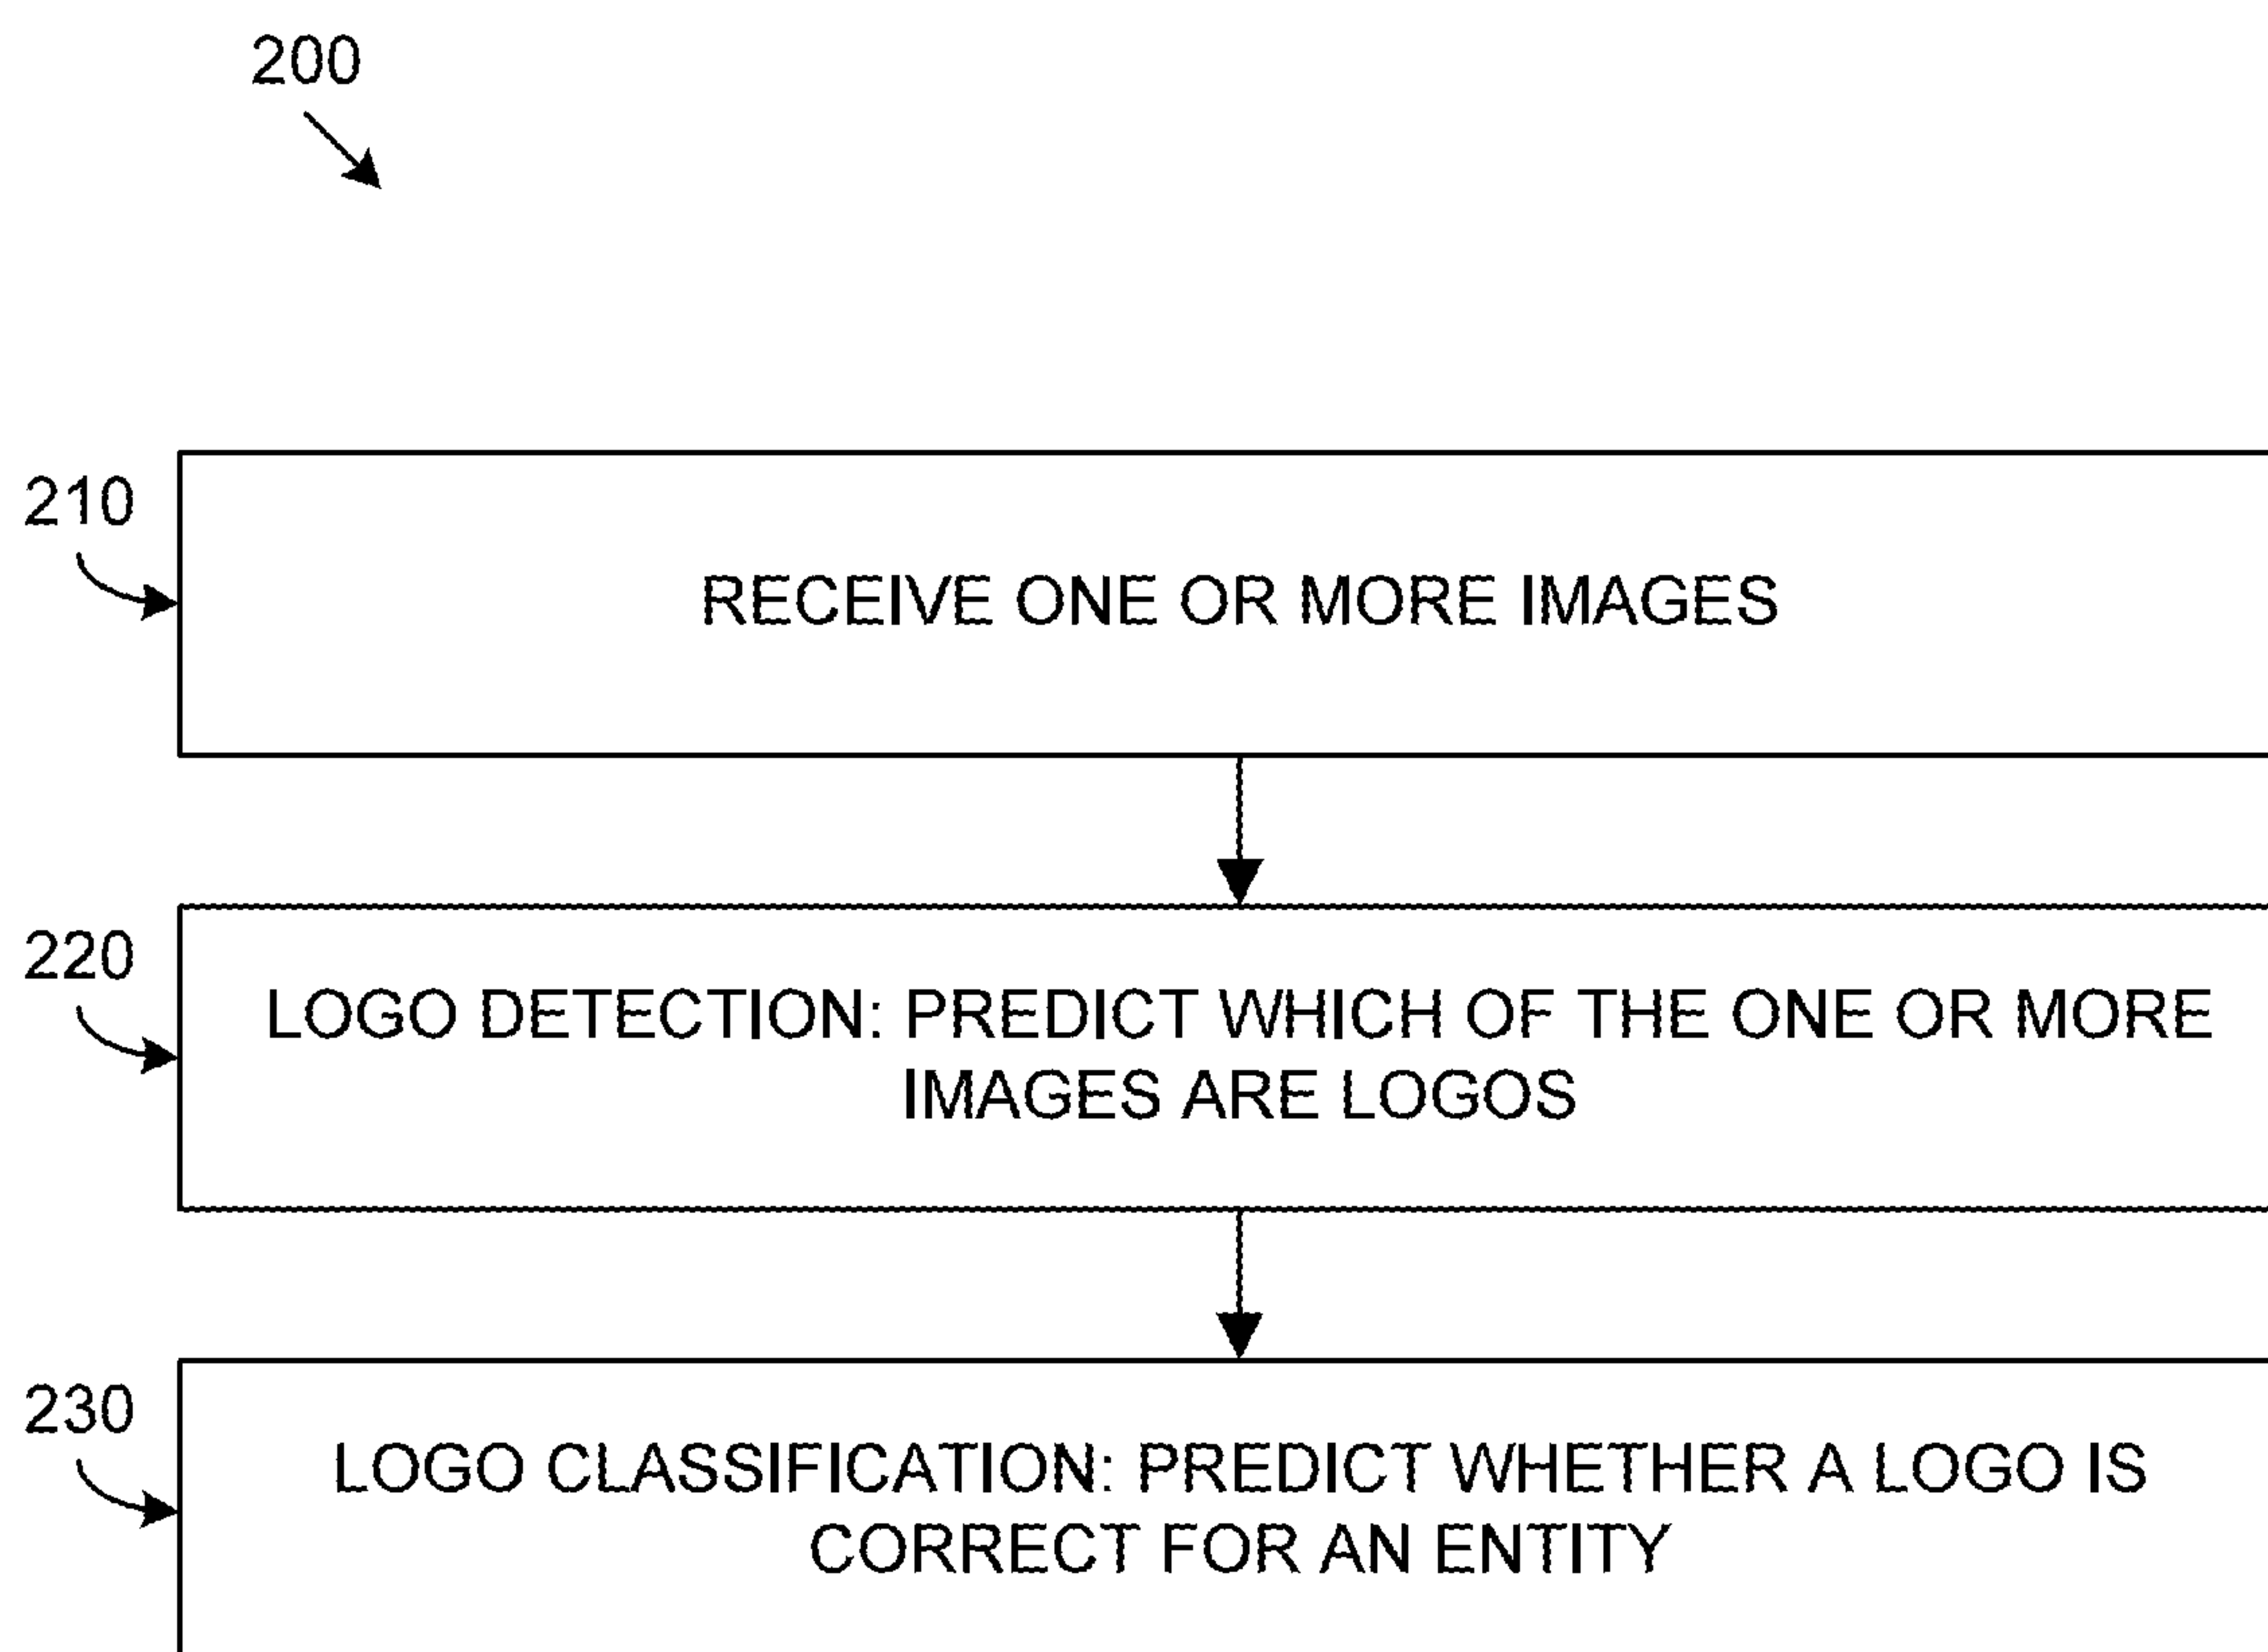 200
210
RECEIVE ONE OR MORE IMAGES
220
LOGO DETECTION: PREDICT WHICH OF THE ONE OR MORE
IMAGES ARE LOGOS
230
LOGO CLASSIFICATION: PREDICT WHETHER A LOGO IS
CORRECT FOR AN ENTITY